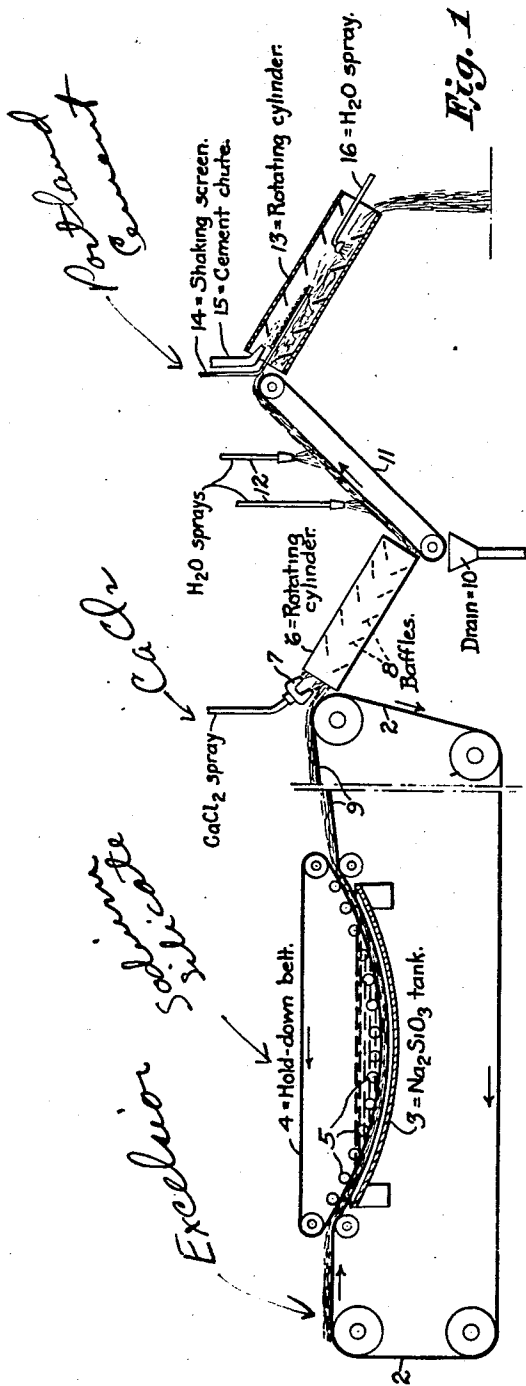 Excelsior
Sodium
Silicate
CaCl2
Portland
Cement
4=Hold-down belt.
5
3=Na2SiO3 tank.
2
9
2
CaCl2 spray
7
6=Rotating
cylinder.
8
Baffles.
H2O sprays.
12
11
Drain=10
14=Shaking screen.
15=Cement chute.
13=Rotating cylinder.
16=H2O spray.
Fig. 1